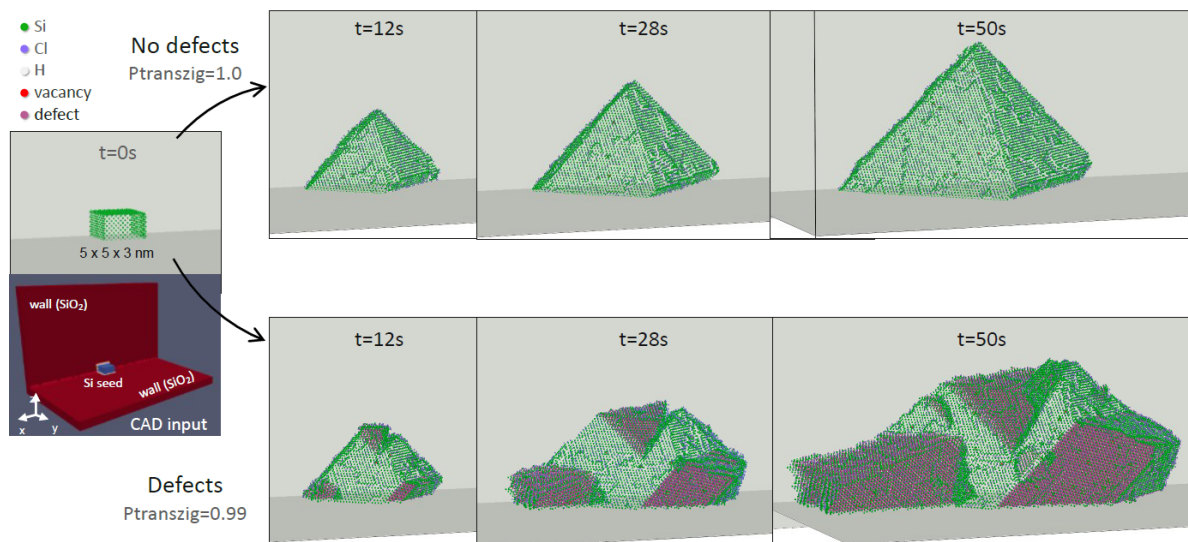 Si
Cl
H
vacancy
defect
No defects
Ptranszig=1.0
t=12s
t=28s
t=50s
t=0s
5 x 5 x 3 nm
wall (SiO₂)
Si seed
wall (SiO₂)
x
y
CAD input
t=12s
t=28s
t=50s
Defects
Ptranszig=0.99